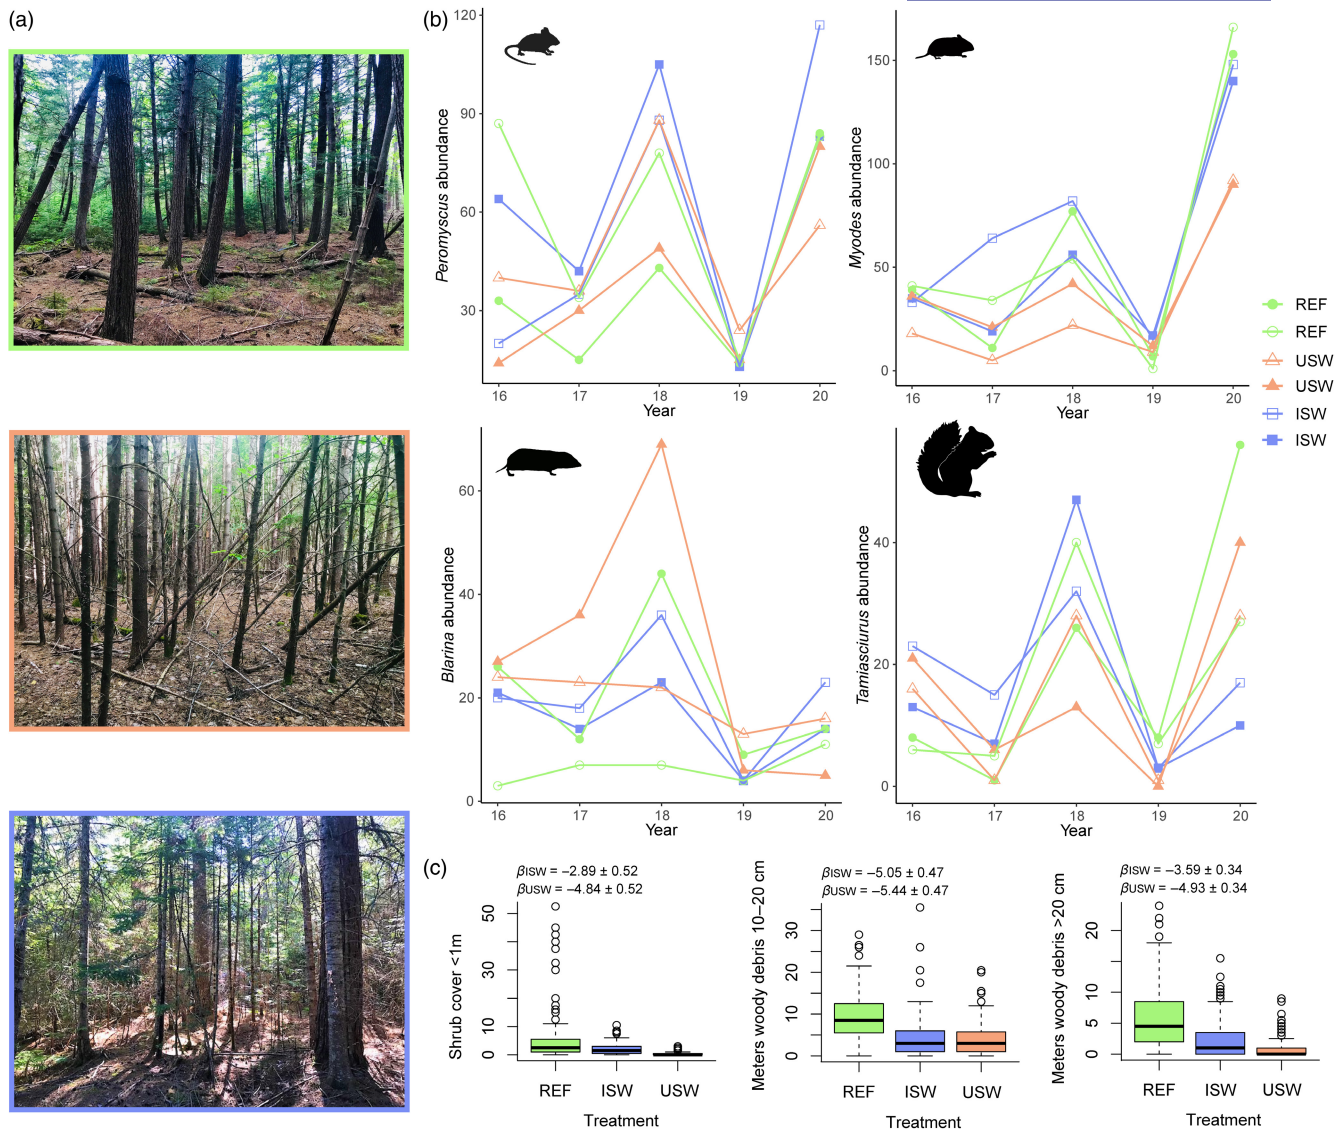 (a)
(b)
120
90
60
30
Peromyscus abundance
16 17 18 19 20
Year
150
100
50
0
Myodes abundance
16 17 18 19 20
Year
REF
REF
USW
USW
ISW
ISW
60
40
20
0
Blarina abundance
16 17 18 19 20
Year
40
20
0
Tamiasciurus abundance
16 17 18 19 20
Year
(c)
βISW = −2.89 ± 0.52
βUSW = −4.84 ± 0.52
Shrub cover <1m
50
30
10
0
REF ISW USW
Treatment
βISW = −5.05 ± 0.47
βUSW = −5.44 ± 0.47
Meters woody debris 10–20 cm
30
20
10
0
REF ISW USW
Treatment
βISW = −3.59 ± 0.34
βUSW = −4.93 ± 0.34
Meters woody debris >20 cm
20
10
5
0
REF ISW USW
Treatment